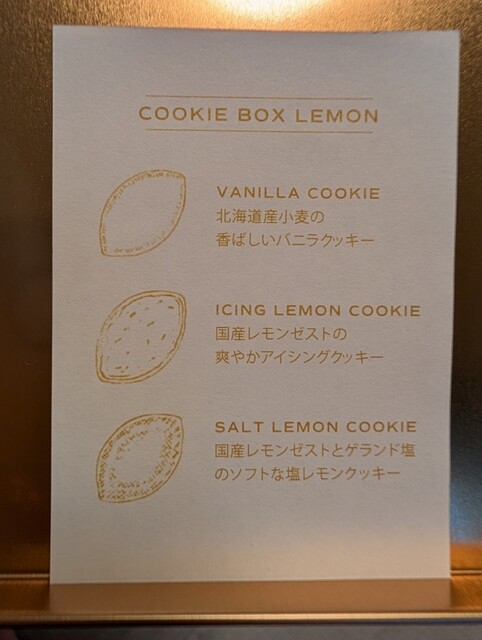 COOKIE BOX LEMON
VANILLA COOKIE
北海道産小麦の
香ばしいバニラクッキー
ICING LEMON COOKIE
国産レモンゼストの
爽やかアイシングクッキー
SALT LEMON COOKIE
国産レモンゼストとゲランド塩
のソフトな塩レモンクッキー